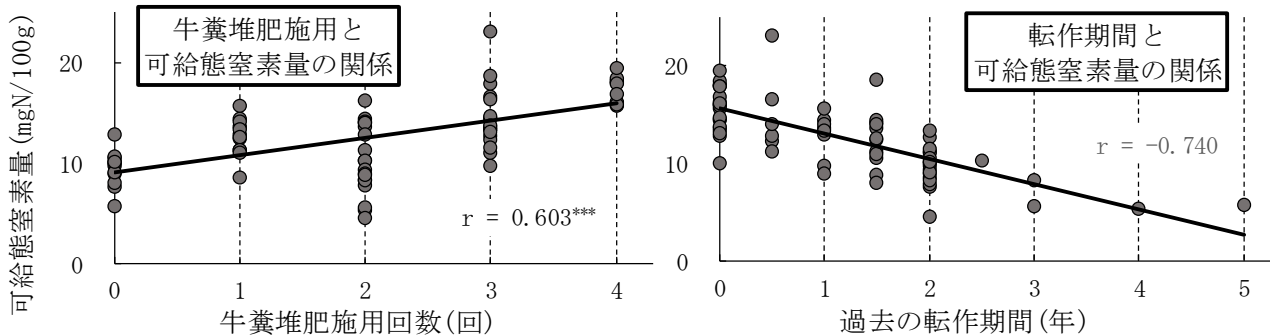 牛糞堆肥施用と
可給態窒素量の関係
可給態窒素量(mgN/100g)
20
10
0
r = 0.603***
0 1 2 3 4
牛糞堆肥施用回数(回)
転作期間と
可給態窒素量の関係
20
10
0
r = -0.740
0 1 2 3 4 5
過去の転作期間(年)